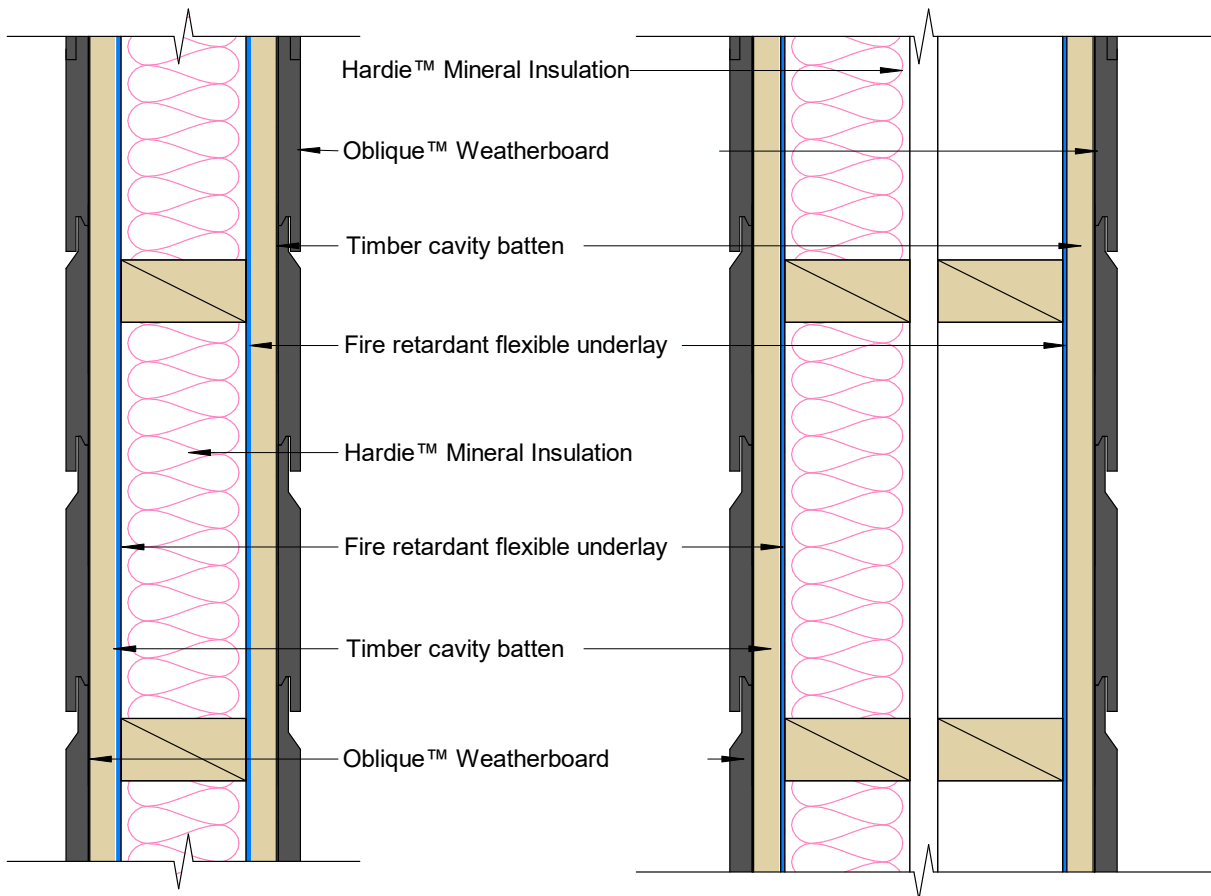 Hardie™ Mineral Insulation
Oblique™ Weatherboard
Timber cavity batten
Fire retardant flexible underlay
Hardie™ Mineral Insulation
Fire retardant flexible underlay
Timber cavity batten
Oblique™ Weatherboard